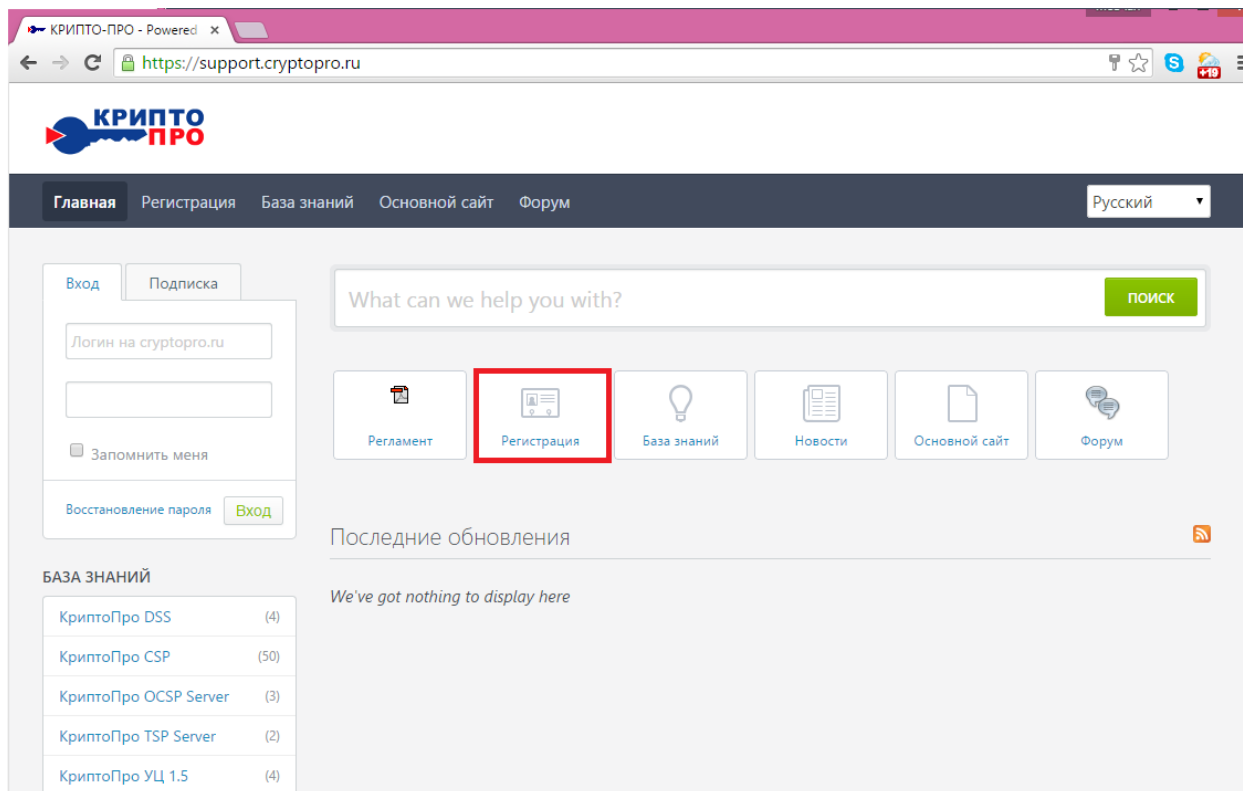 КРИПТО-ПРО - Powered
https://support.cryptopro.ru
+19
КРИПТО
ПРО
Главная Регистрация База знаний Основной сайт Форум Русский
Вход Подписка
What can we help you with? ПОИСК
Логин на cryptopro.ru
Запомнить меня
Восстановление пароля Вход
Регламент Регистрация База знаний Новости Основной сайт Форум
Последние обновления
We've got nothing to display here
БАЗА ЗНАНИЙ
КриптоПро DSS (4)
КриптоПро CSP (50)
КриптоПро OCSP Server (3)
КриптоПро TSP Server (2)
КриптоПро УЦ 1.5 (4)